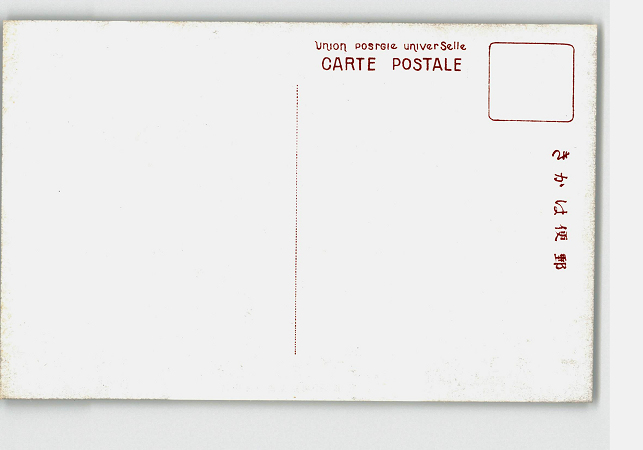 Union postale universelle
CARTE POSTALE
きかは便郵